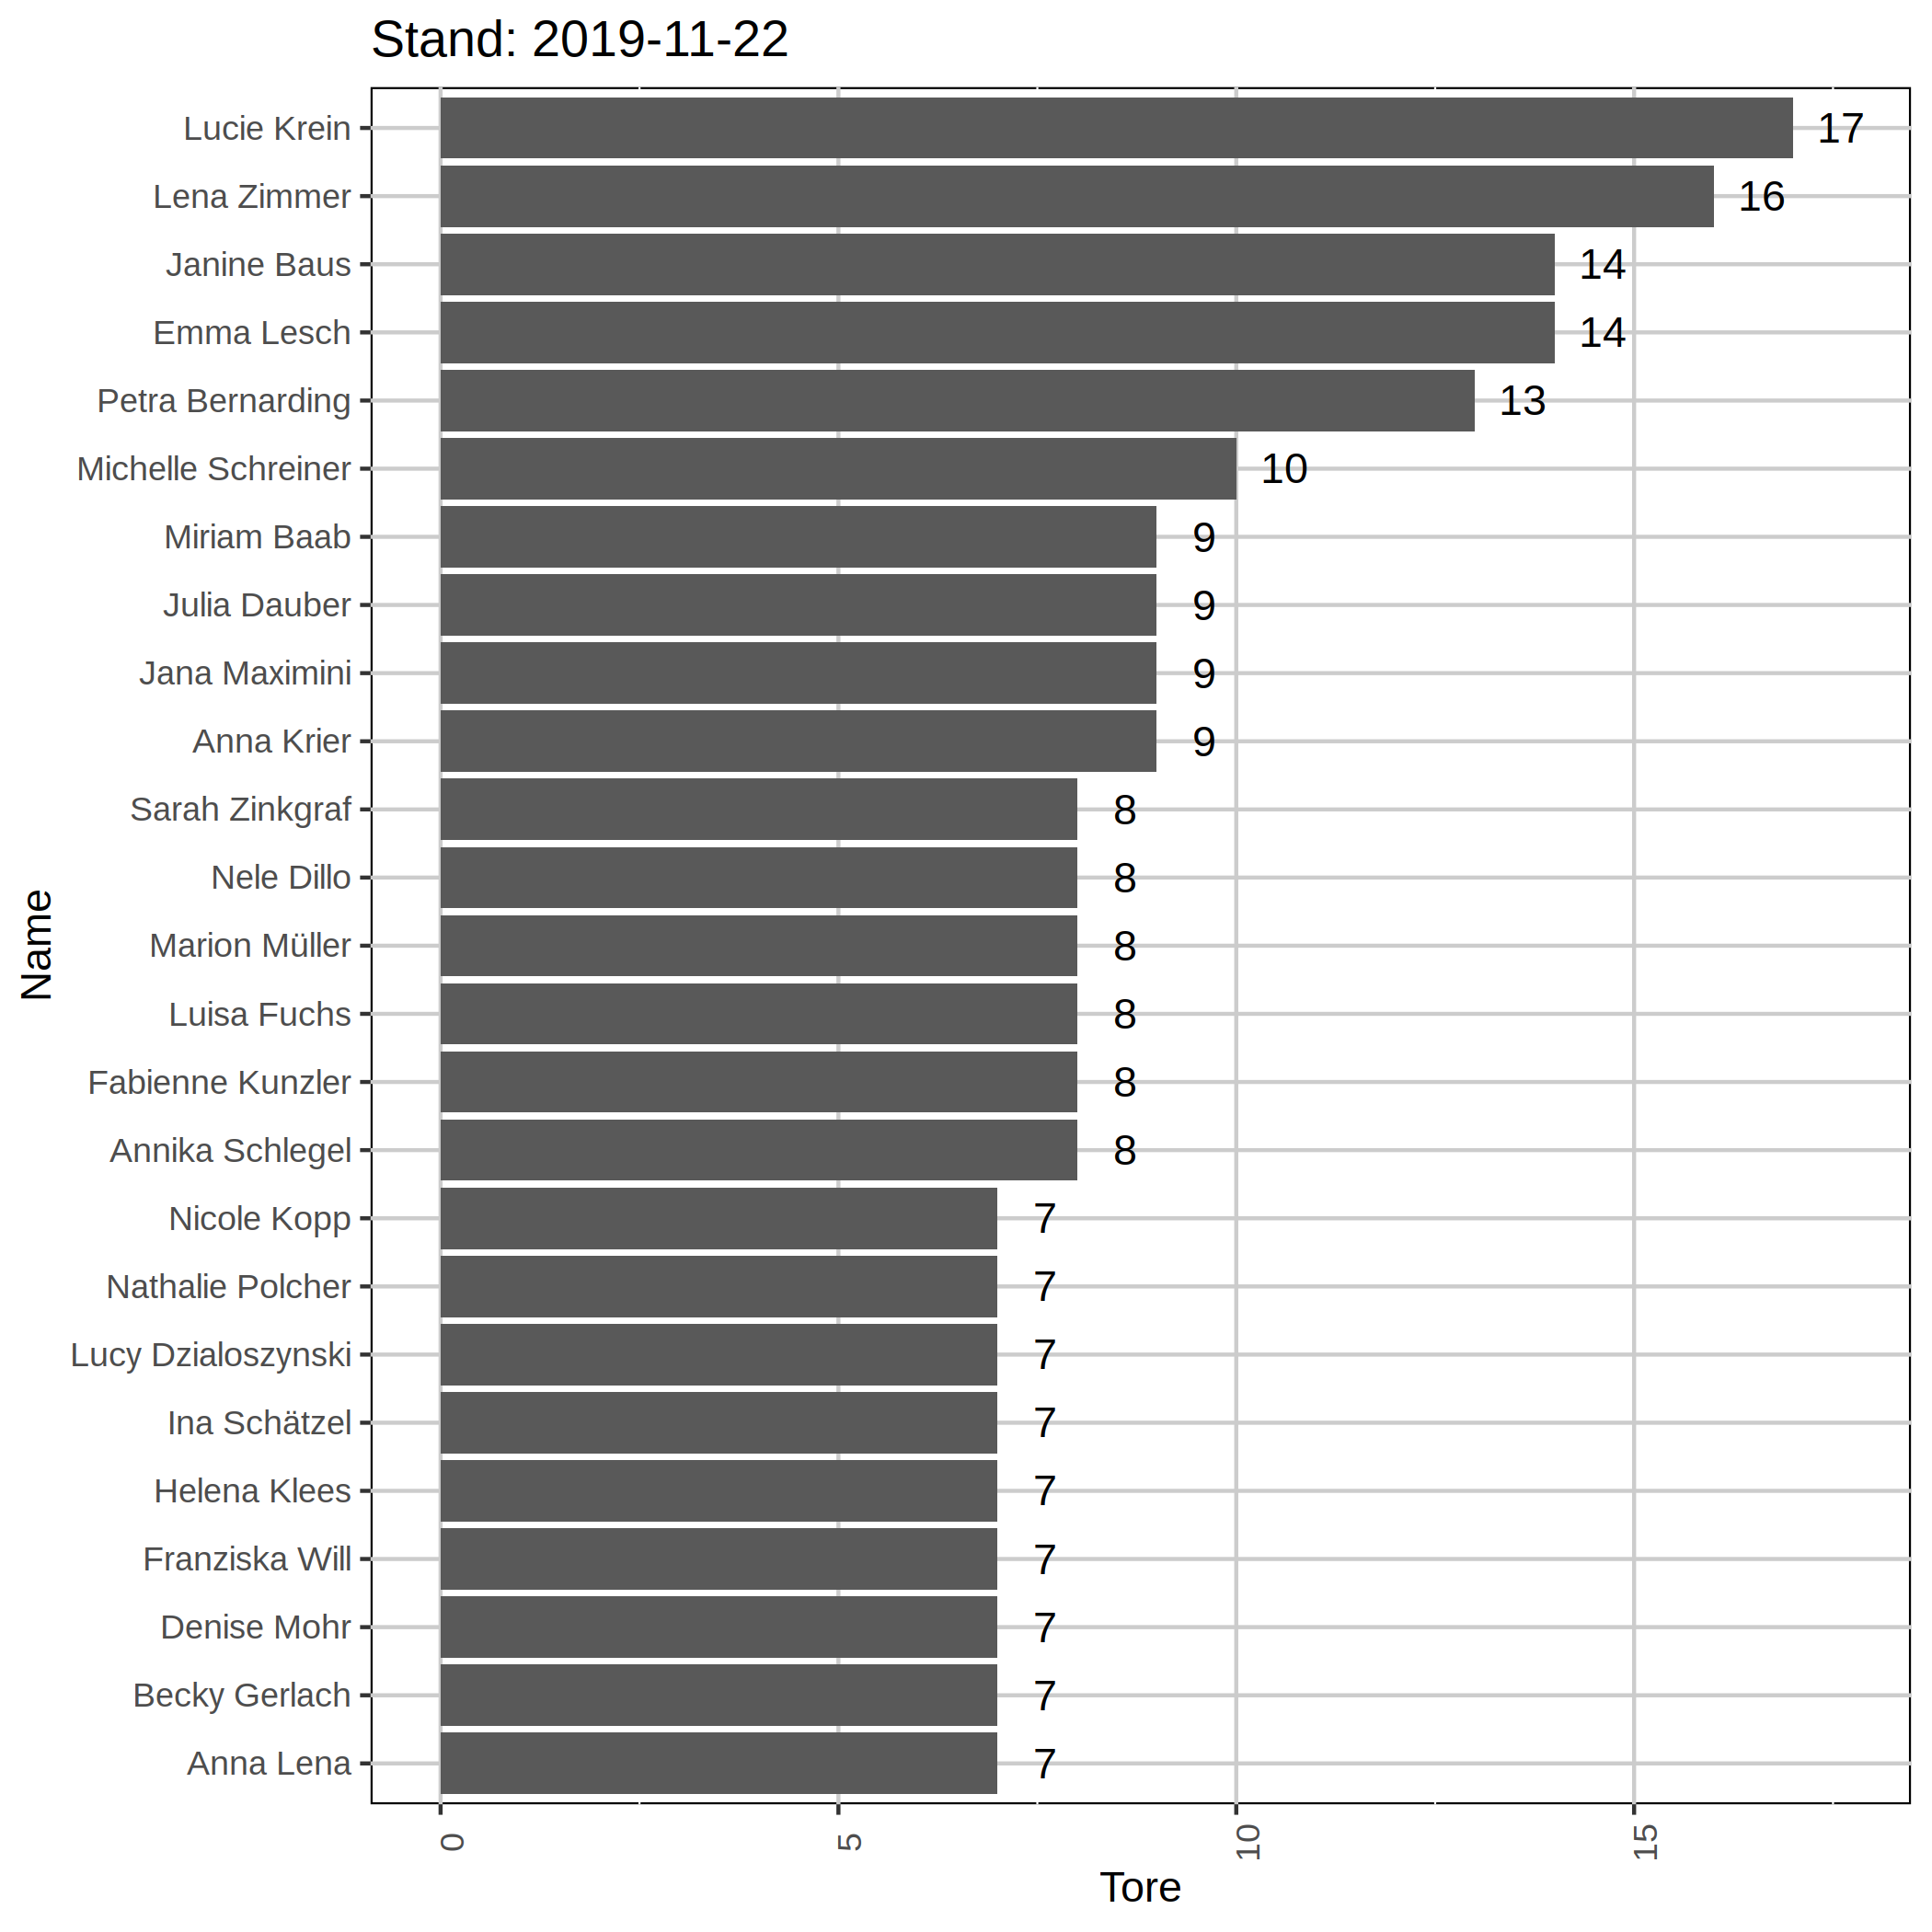 Stand: 2019-11-22
Lucie Krein 17
Lena Zimmer 16
Janine Baus 14
Emma Lesch 14
Petra Bernarding 13
Michelle Schreiner 10
Miriam Baab 9
Julia Dauber 9
Jana Maximini 9
Anna Krier 9
Sarah Zinkgraf 8
Nele Dillo 8
Marion Müller 8
Luisa Fuchs 8
Fabienne Kunzler 8
Annika Schlegel 8
Nicole Kopp 7
Nathalie Polcher 7
Lucy Dzialoszynski 7
Ina Schätzel 7
Helena Klees 7
Franziska Will 7
Denise Mohr 7
Becky Gerlach 7
Anna Lena 7
Name
0 5 10 15
Tore